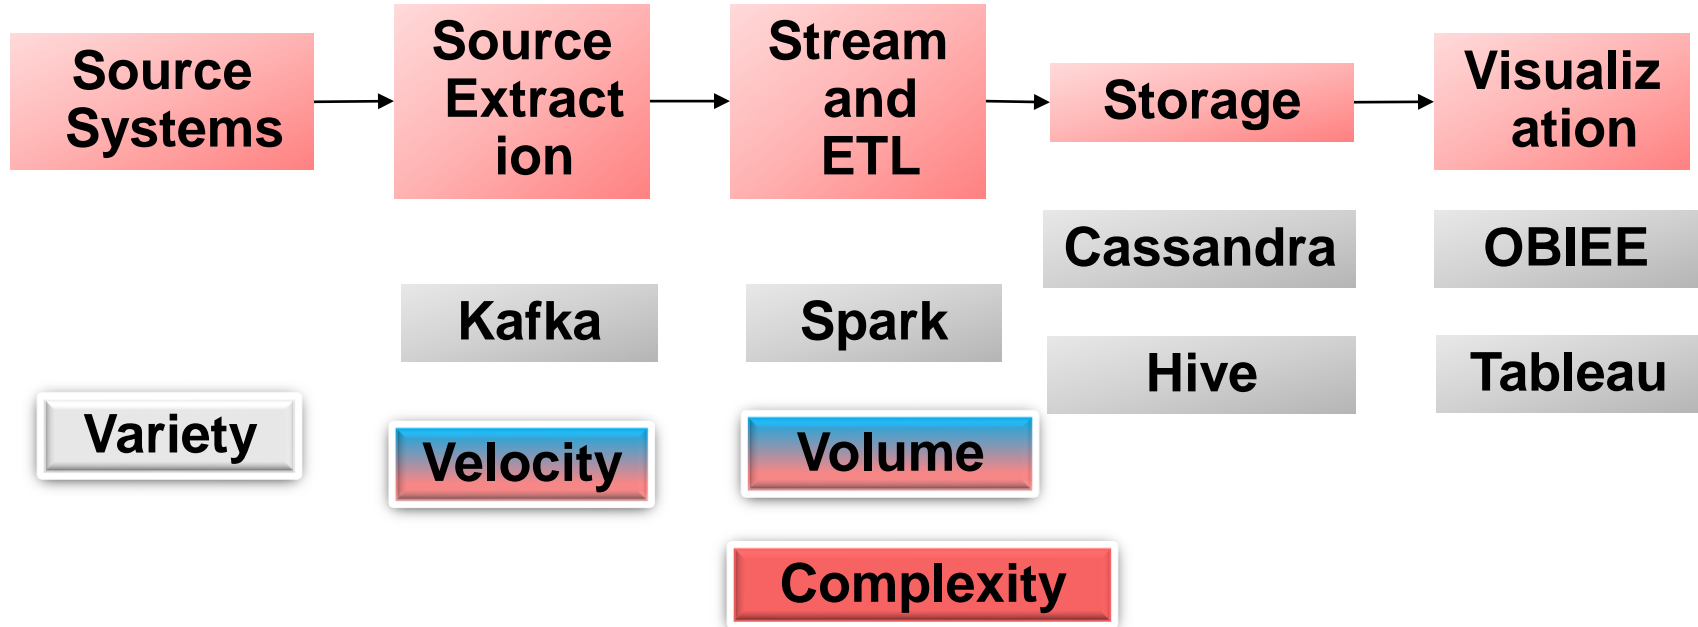 Source
Systems
Source
Extract
ion
Stream
and
ETL
Storage
Visualiz
ation
Cassandra
OBIEE
Kafka
Spark
Hive
Tableau
Variety
Velocity
Volume
Complexity